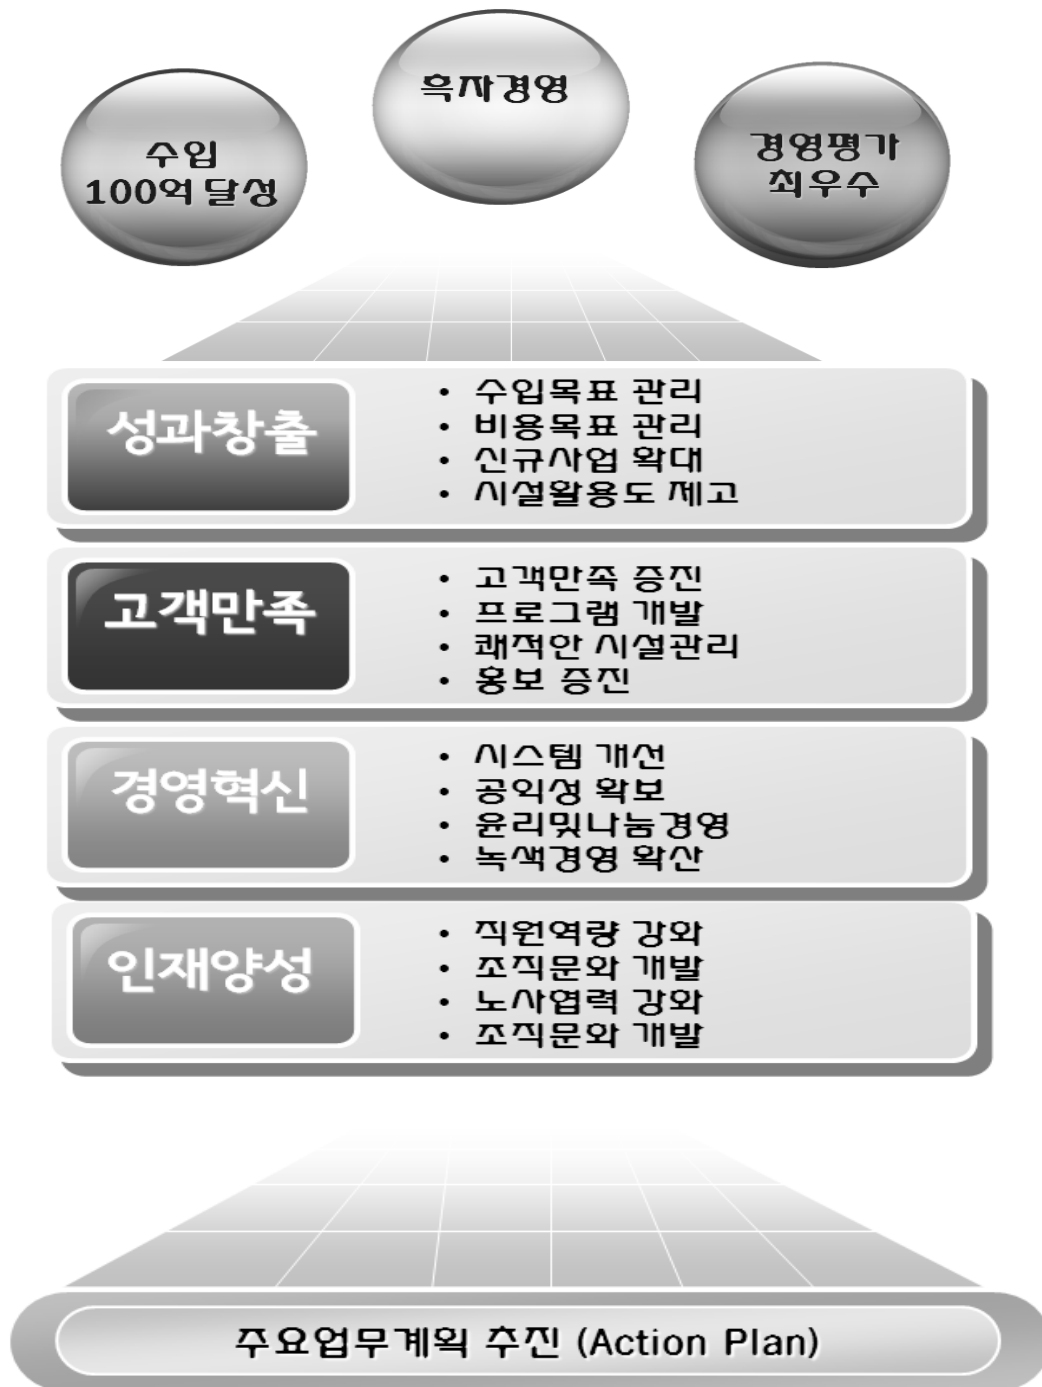 흑자경영
수입
100억 달성
경영평가
최우수
성과창출
• 수입목표 관리
• 비용목표 관리
• 신규사업 확대
• 시설활용도 제고
고객만족
• 고객만족 증진
• 프로그램 개발
• 쾌적한 시설관리
• 홍보 증진
경영혁신
• 시스템 개선
• 공익성 확보
• 윤리및나눔경영
• 녹색경영 확산
인재양성
• 직원역량 강화
• 조직문화 개발
• 노사협력 강화
• 조직문화 개발
주요업무계획 추진 (Action Plan)